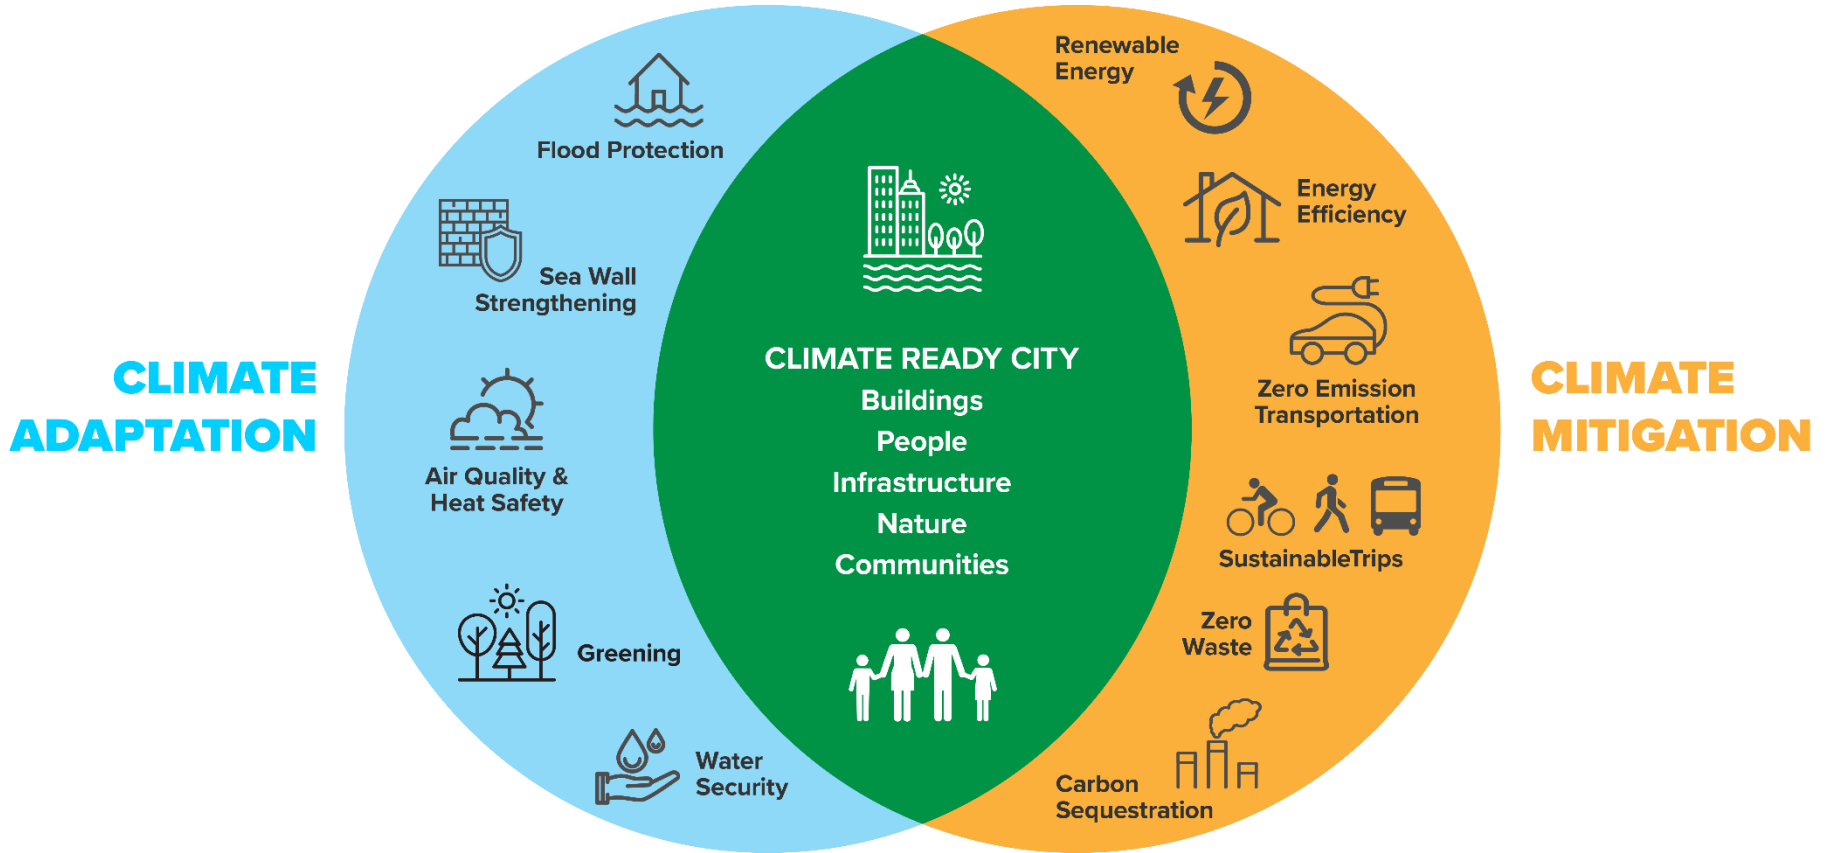 CLIMATE
ADAPTATION
Flood Protection
Sea Wall
Strengthening
Air Quality &
Heat Safety
Greening
Water
Security
CLIMATE READY CITY
Buildings
People
Infrastructure
Nature
Communities
Renewable
Energy
Energy
Efficiency
Zero Emission
Transportation
SustainableTrips
Zero
Waste
Carbon
Sequestration
CLIMATE
MITIGATION